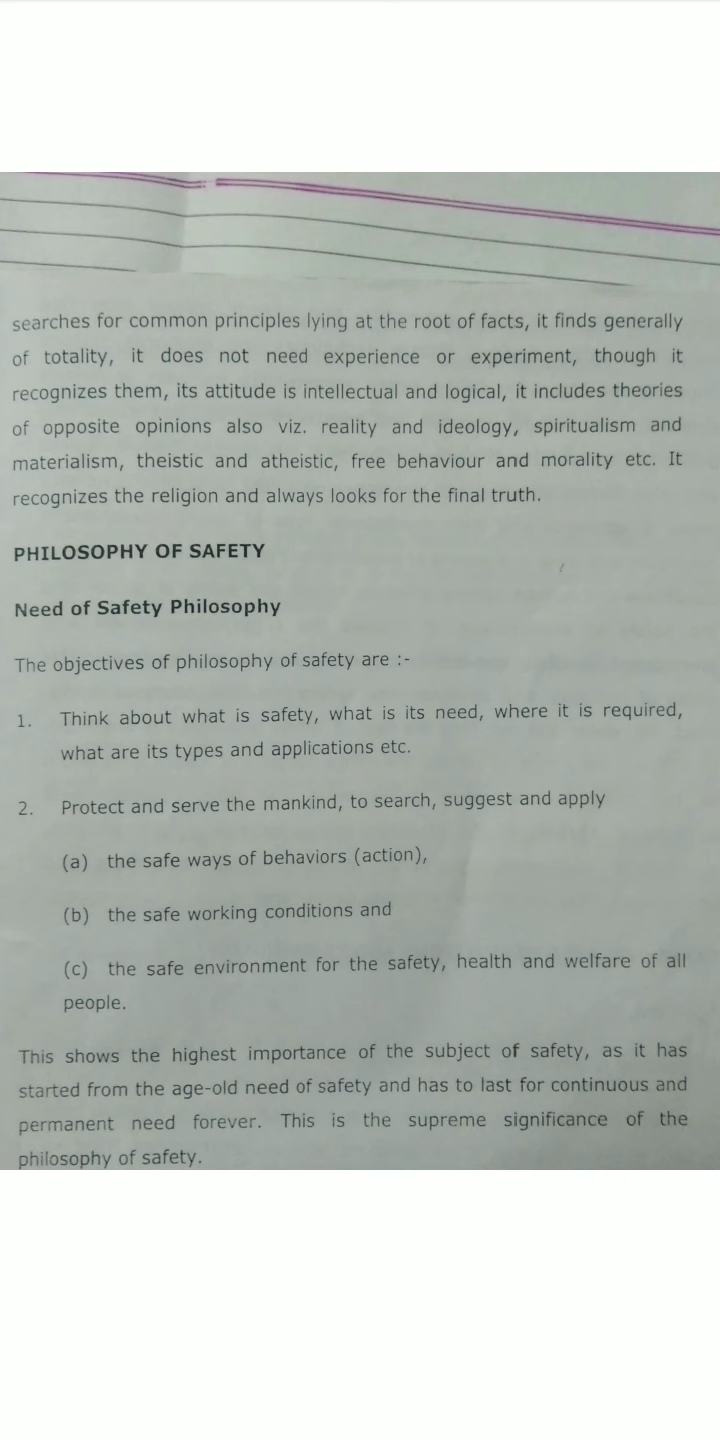 searches for common principles lying at the root of facts, it finds generally
of totality, it does not need experience or experiment, though it
recognizes them, its attitude is intellectual and logical, it includes theories
of opposite opinions also viz. reality and ideology, spiritualism and
materialism, theistic and atheistic, free behaviour and morality etc. It
recognizes the religion and always looks for the final truth.
PHILOSOPHY OF SAFETY
Need of Safety Philosophy
The objectives of philosophy of safety are :-
1. Think about what is safety, what is its need, where it is required,
what are its types and applications etc.
2. Protect and serve the mankind, to search, suggest and apply
(a) the safe ways of behaviors (action),
(b) the safe working conditions and
(c) the safe environment for the safety, health and welfare of all
people.
This shows the highest importance of the subject of safety, as it has
started from the age-old need of safety and has to last for continuous and
permanent need forever. This is the supreme significance of the
philosophy of safety.